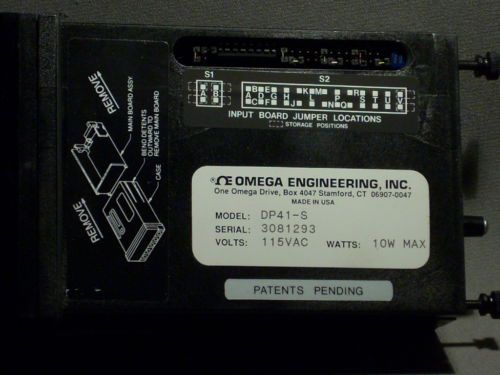 REMOVE
MAIN BOARD ASSY
BEND DETENTS
OUTWARD TO
REMOVE MAIN BOARD
CASE
REMOVE
S1
S2
A B
B E K M R
A D G H L P S T U V
C F J N Q
INPUT BOARD JUMPER LOCATIONS
STORAGE POSITIONS
OMEGA ENGINEERING, INC.
One Omega Drive, Box 4047 Stamford, CT 06907-0047
MADE IN USA
MODEL: DP41-S
SERIAL: 3081293
VOLTS: 115VAC WATTS: 10W MAX
PATENTS PENDING